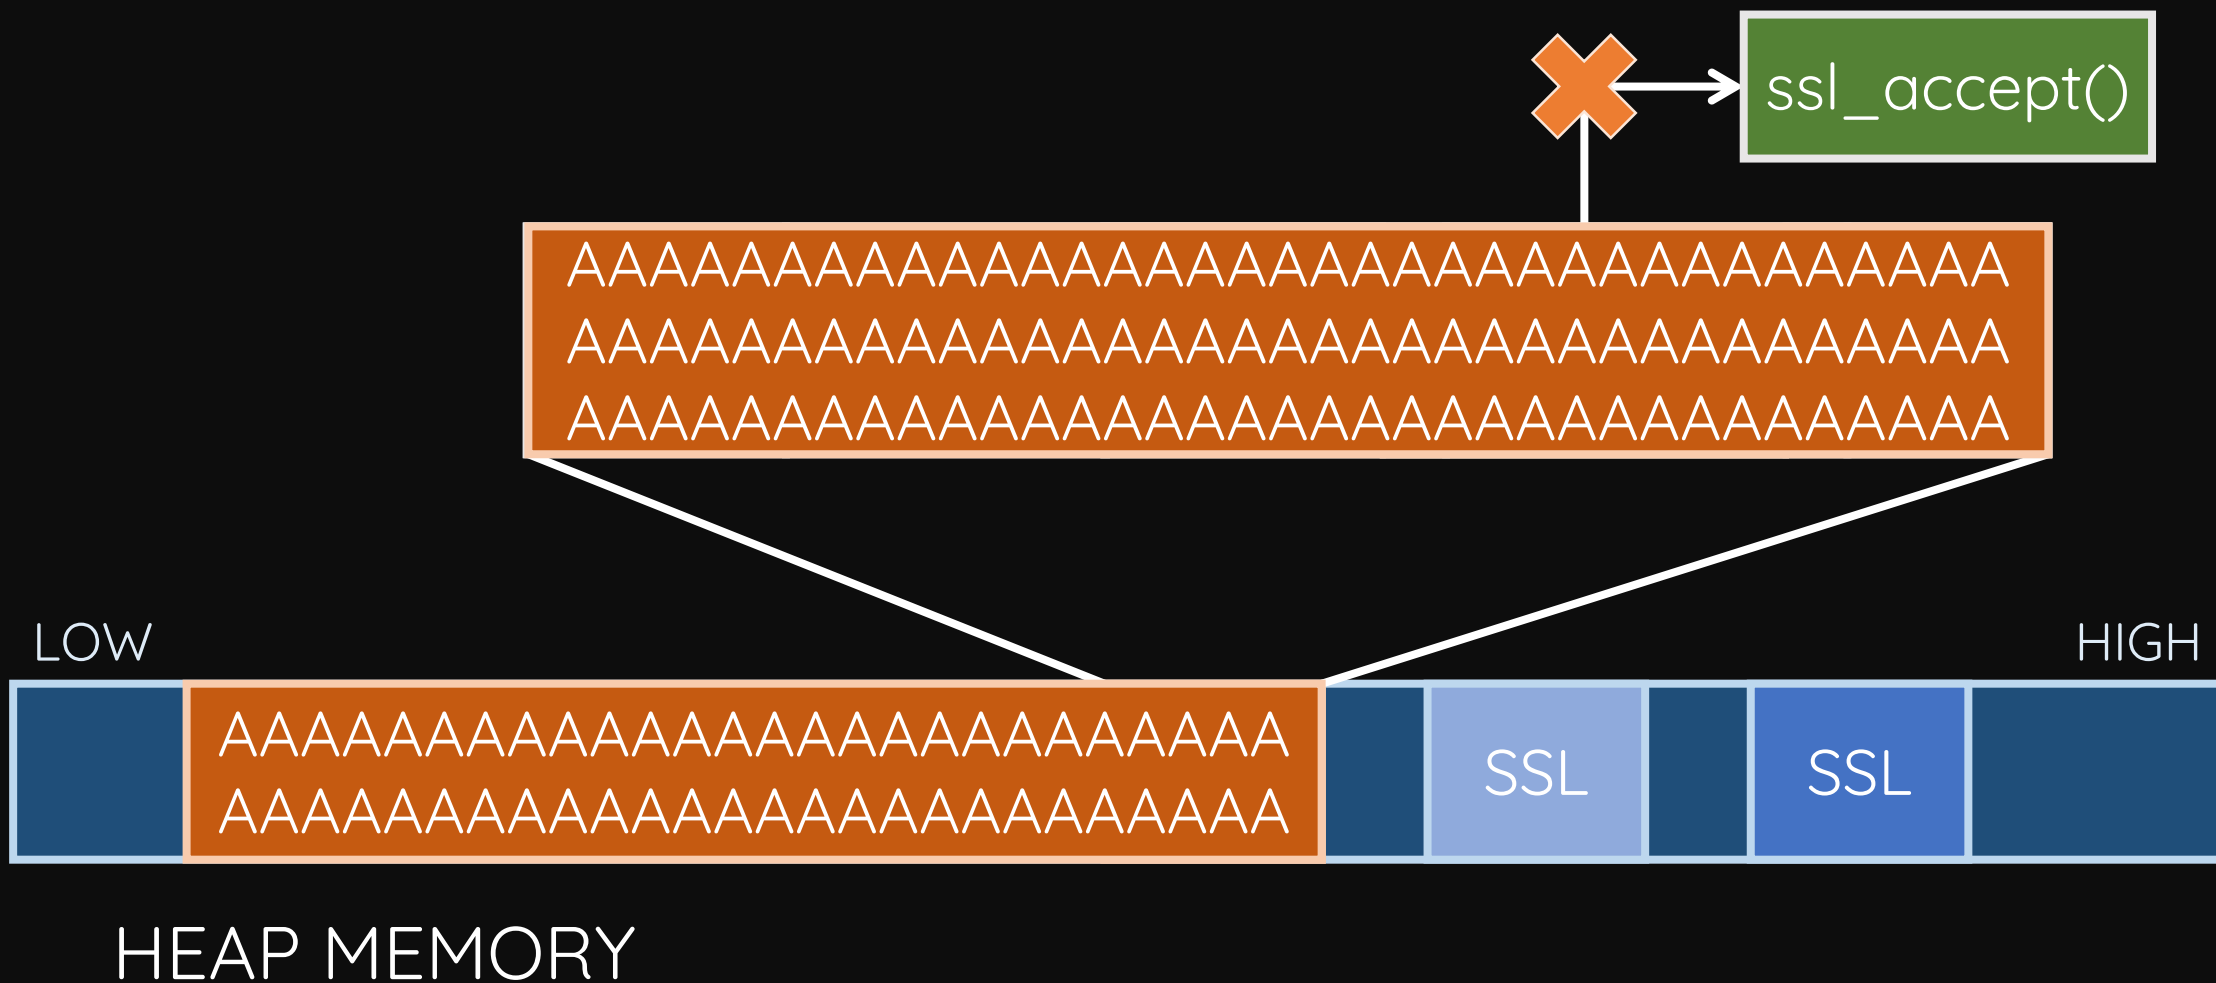 ssl_accept()
AAAAAAAAAAAAAAAAAAAAAAAAAAAAAAAAAAA
AAAAAAAAAAAAAAAAAAAAAAAAAAAAAAAAAAA
AAAAAAAAAAAAAAAAAAAAAAAAAAAAAAAAAAA
LOW
HIGH
AAAAAAAAAAAAAAAAAAAAAAAAAA
AAAAAAAAAAAAAAAAAAAAAAAAAA
SSL
SSL
HEAP MEMORY